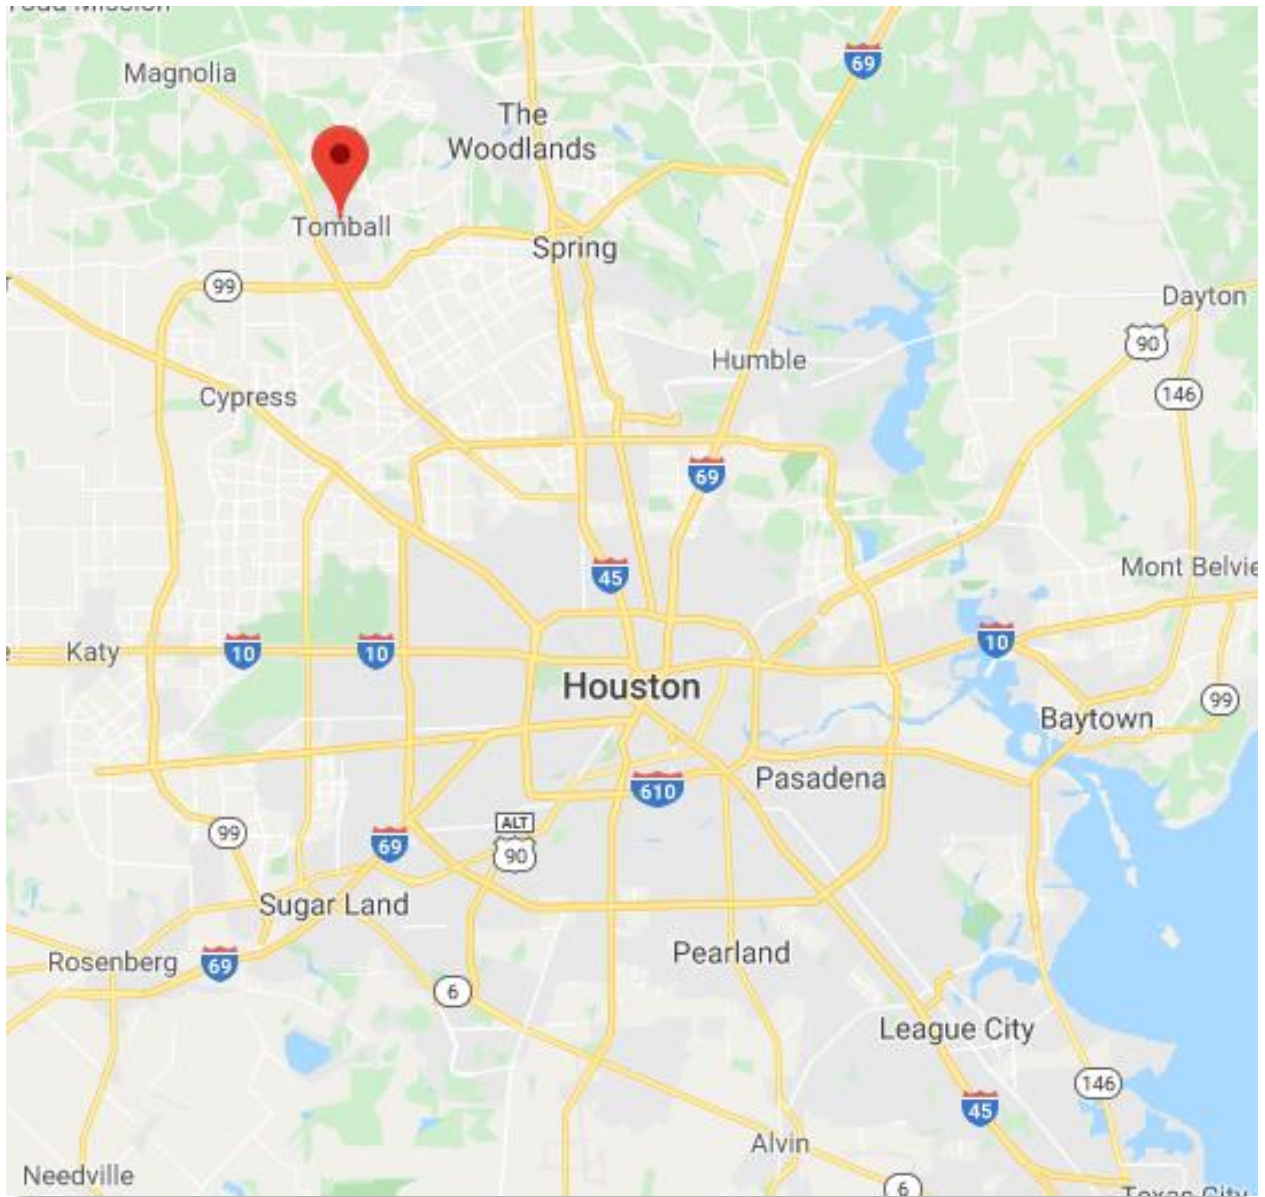 Magnolia
69
The
Woodlands
Tomball
Spring
99
Dayton
90
Humble
146
Cypress
69
45
Mont Belvie
Katy
10
10
10
Houston
99
Baytown
Pasadena
610
ALT
90
99
69
Sugar Land
Pearland
Rosenberg
69
6
League City
146
45
Alvin
Needville
6
Texas City